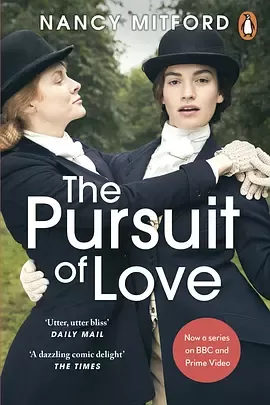 NANCY MITFORD
The
Pursuit
of Love
‘Utter, utter bliss’
DAILY MAIL
‘A dazzling comic delight’
THE TIMES
Now a series
on BBC and
Prime Video